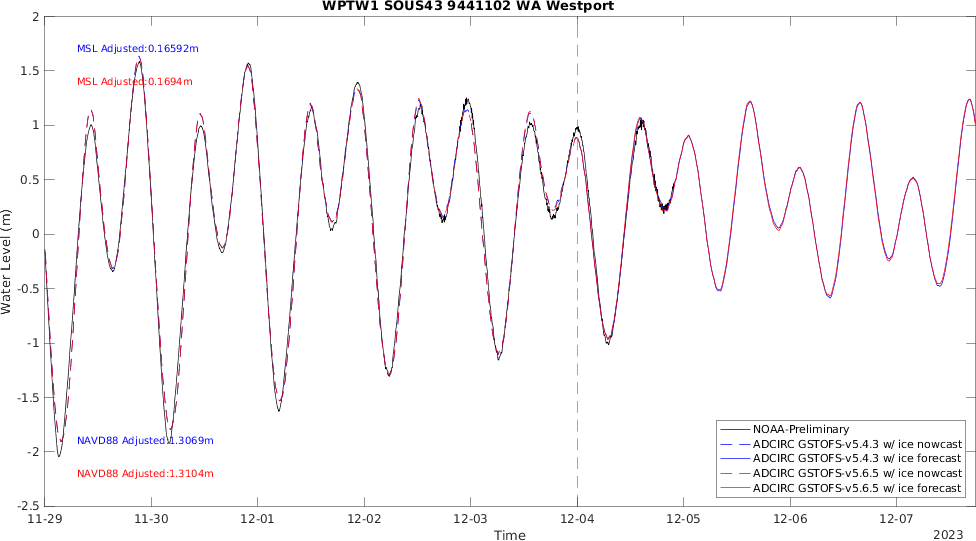 WPTW1 SOUS43 9441102 WA Westport
2
1.5
1
0.5
0
-0.5
-1
-1.5
-2
-2.5
Water Level (m)
MSL Adjusted:0.16592m
MSL Adjusted:0.1694m
NAVD88 Adjusted:1.3069m
NAVD88 Adjusted:1.3104m
NOAA-Preliminary
ADCIRC GSTOFS-v5.4.3 w/ ice nowcast
ADCIRC GSTOFS-v5.4.3 w/ ice forecast
ADCIRC GSTOFS-v5.6.5 w/ ice nowcast
ADCIRC GSTOFS-v5.6.5 w/ ice forecast
11-29 11-30 12-01 12-02 12-03 12-04 12-05 12-06 12-07
Time
2023